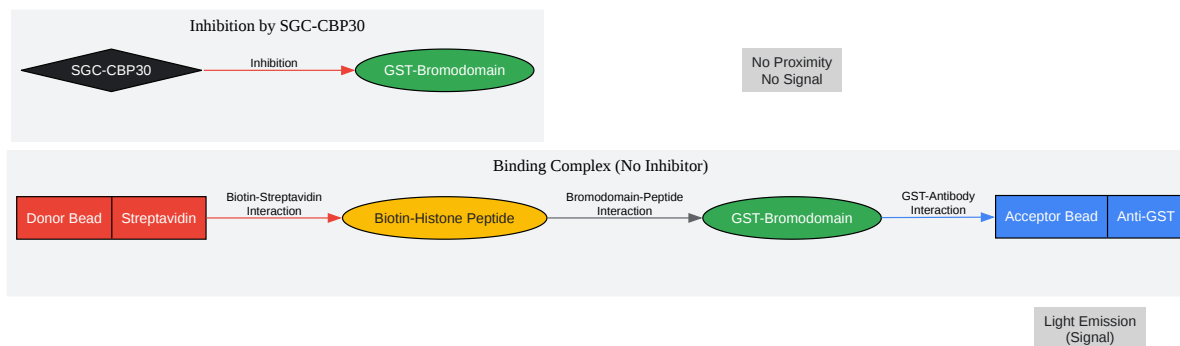 Inhibition by SGC-CBP30
SGC-CBP30
Inhibition
GST-Bromodomain
No Proximity
No Signal
Binding Complex (No Inhibitor)
Donor Bead
Streptavidin
Biotin-Streptavidin
Interaction
Biotin-Histone Peptide
Bromodomain-Peptide
Interaction
GST-Bromodomain
GST-Antibody
Interaction
Acceptor Bead
Anti-GST
Light Emission
(Signal)